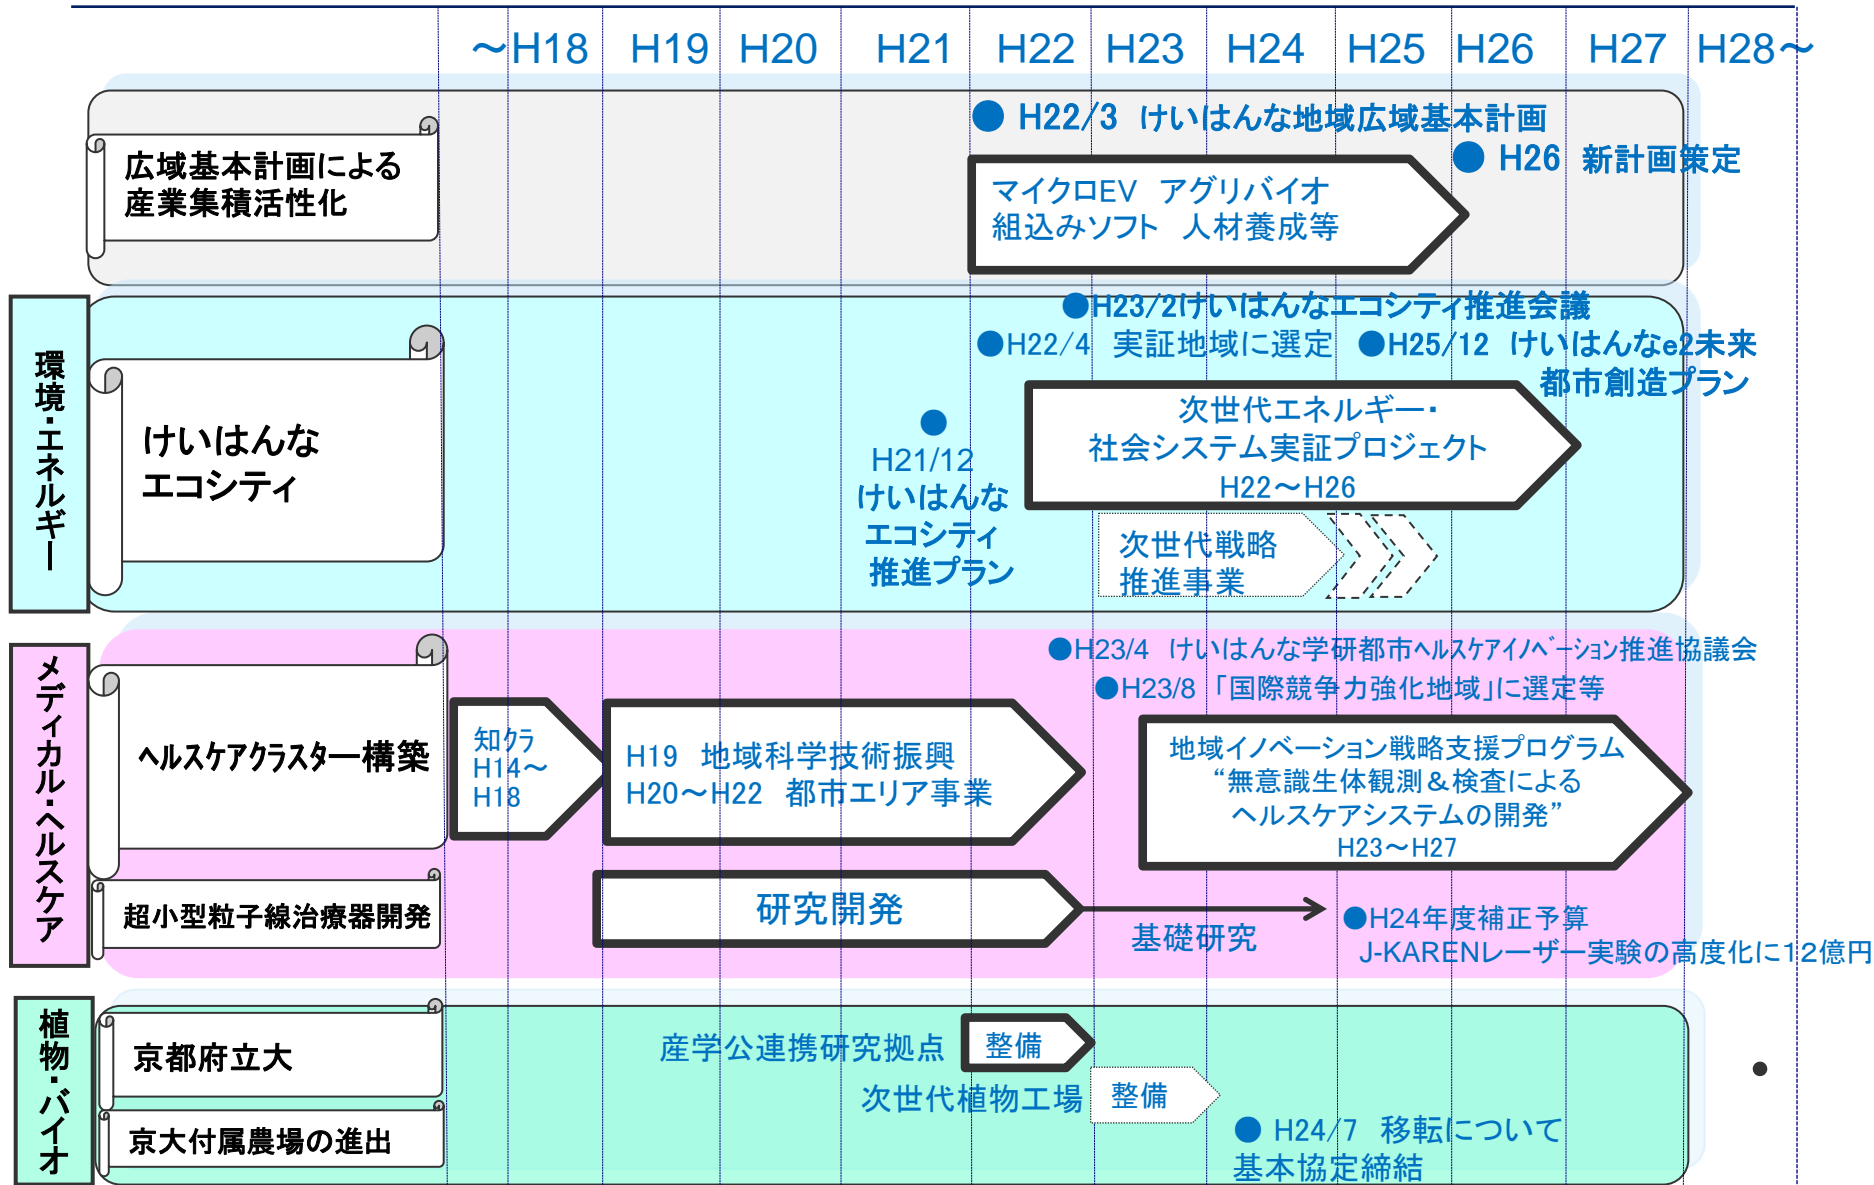 ～H18 H19 H20 H21 H22 H23 H24 H25 H26 H27 H28～
広域基本計画による
産業集積活性化
●H22/3 けいはんな地域広域基本計画
●H26 新計画策定
マイクロEV アグリバイオ
組込みソフト 人材養成等
環境・エネルギー
けいはんな
エコシティ
●H23/2けいはんなエコシティ推進会議
●H22/4 実証地域に選定
●H25/12 けいはんなe2未来
都市創造プラン
●
H21/12
けいはんな
エコシティ
推進プラン
次世代エネルギー・
社会システム実証プロジェクト
H22～H26
次世代戦略
推進事業
メディカル・ヘルスケア
ヘルスケアクラスター構築
●H23/4 けいはんな学研都市ヘルスケアイノベーション推進協議会
●H23/8 「国際競争力強化地域」に選定等
知クラ
H14～
H18
H19 地域科学技術振興
H20～H22 都市エリア事業
地域イノベーション戦略支援プログラム
“無意識生体観測＆検査による
ヘルスケアシステムの開発”
H23～H27
超小型粒子線治療器開発
研究開発
基礎研究
●H24年度補正予算
J-KARENレーザー実験の高度化に12億円
植物・バイオ
京都府立大
産学公連携研究拠点
整備
次世代植物工場
整備
京大付属農場の進出
●H24/7 移転について
基本協定締結